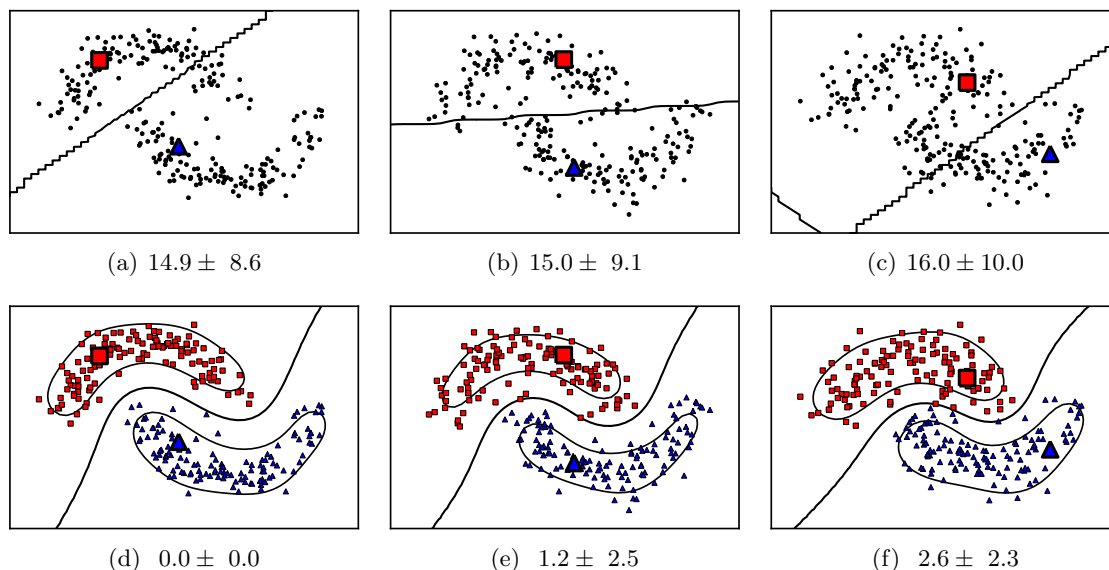 (a) 14.9 ± 8.6
(b) 15.0 ± 9.1
(c) 16.0 ± 10.0
(d) 0.0 ± 0.0
(e) 1.2 ± 2.5
(f) 2.6 ± 2.3